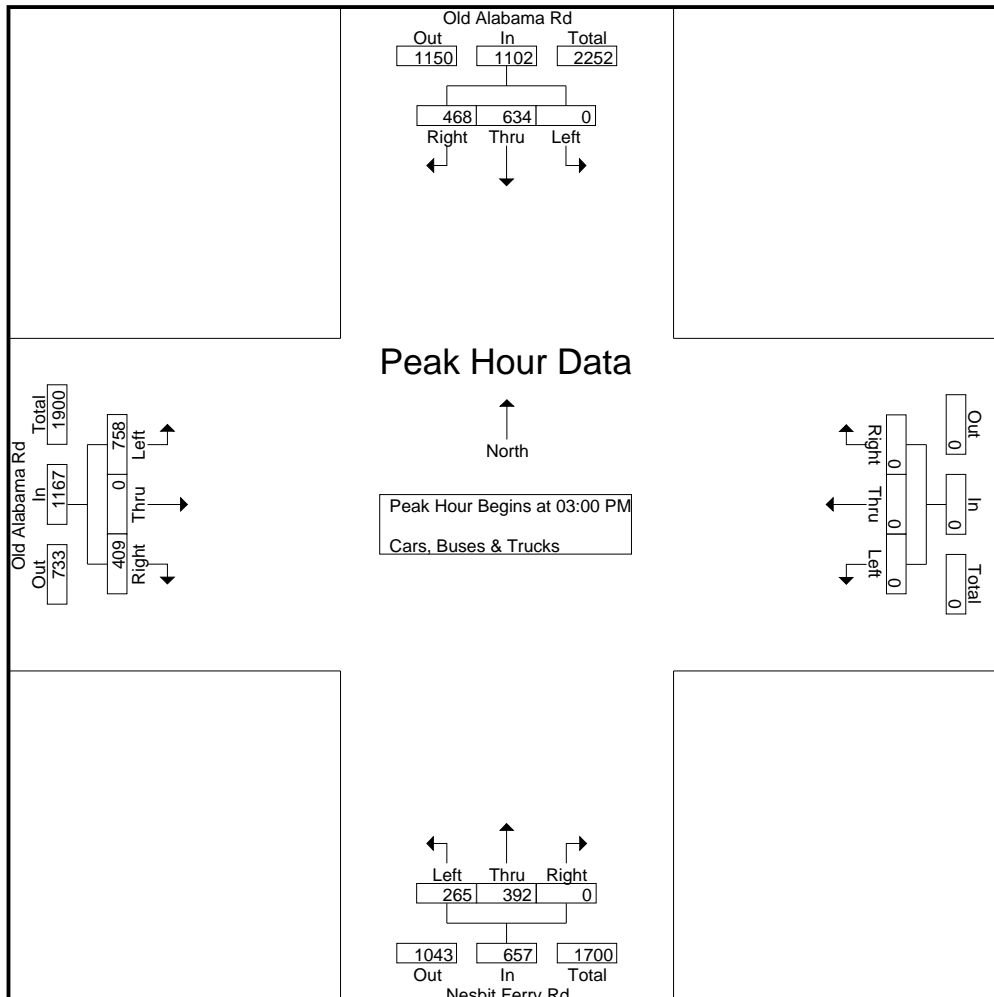 Old Alabama Rd
Out In Total
1150 1102 2252
468 634 0
Right Thru Left
Peak Hour Data
North
Peak Hour Begins at 03:00 PM
Cars, Buses & Trucks
Old Alabama Rd
Out In Total
733 1167 1900
409 0 758
Right Thru Left
Right Thru Left
0 0 0
Out In Total
0 0 0
Left Thru Right
265 392 0
1043 657 1700
Out In Total
Nesbit Ferry Rd